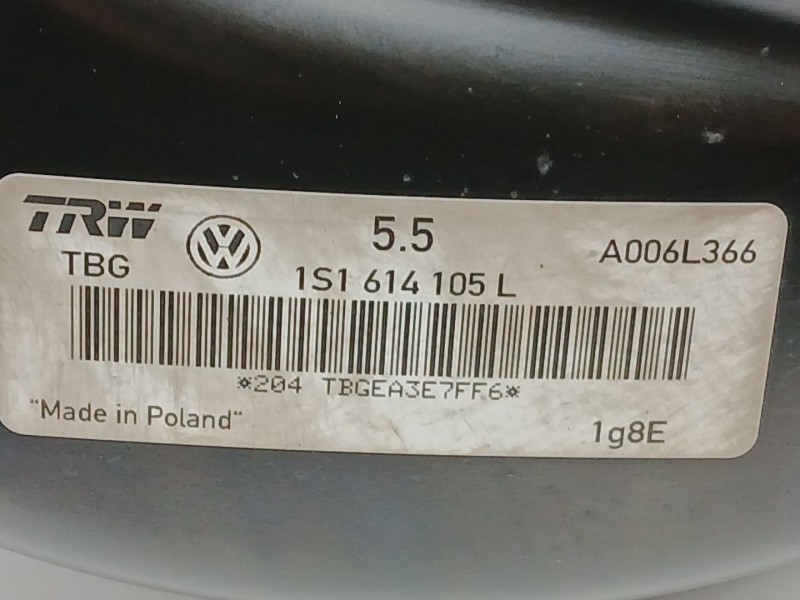 TRW
5.5
A006L366
TBG
1S1 614 105 L
*204 TBGEA3E7FF6*
"Made in Poland"
1g8E